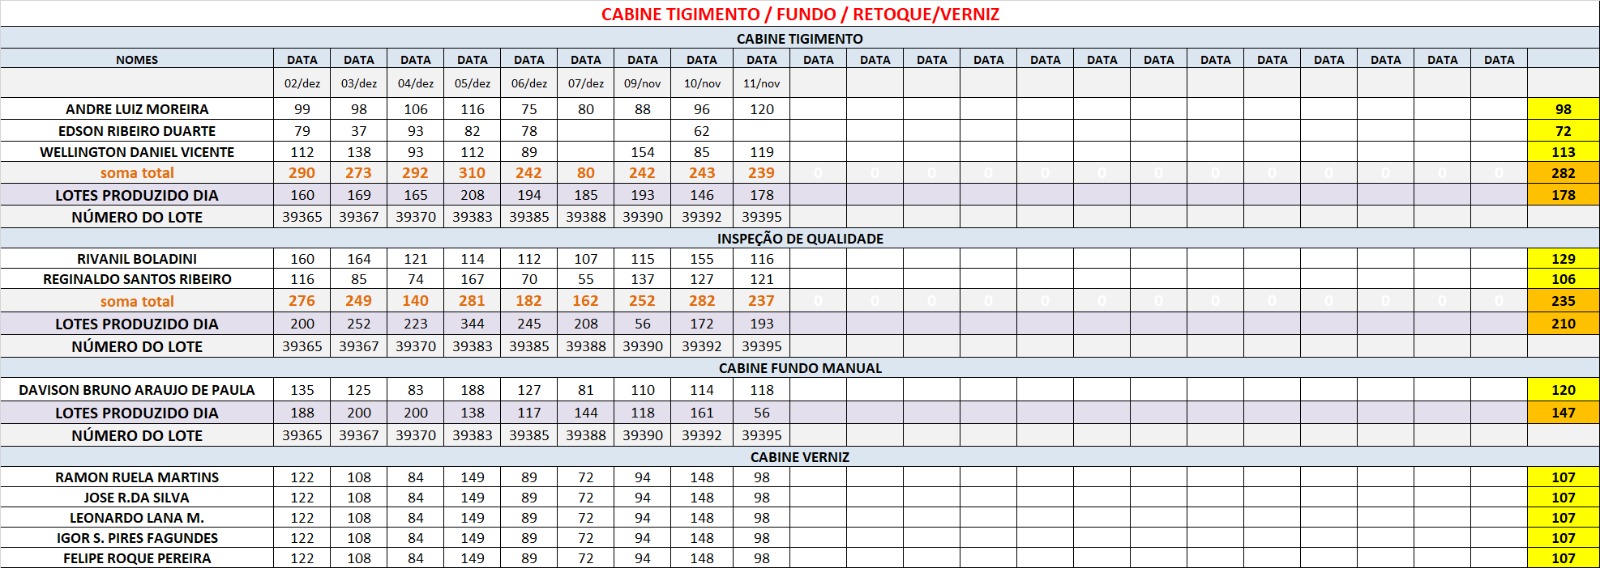 CABINE TIGIMENTO / FUNDO / RETOQUE/VERNIZ
CABINE TIGIMENTO
NOMES DATA DATA DATA DATA DATA DATA DATA DATA DATA DATA DATA DATA DATA DATA DATA DATA DATA DATA DATA DATA DATA DATA
02/dez 03/dez 04/dez 05/dez 06/dez 07/dez 09/nov 10/nov 11/nov
ANDRE LUIZ MOREIRA 99 98 106 116 75 80 88 96 120 98
EDSON RIBEIRO DUARTE 79 37 93 82 78 62 72
WELLINGTON DANIEL VICENTE 112 138 93 112 89 154 85 119 113
soma total 290 273 292 310 242 80 242 243 239 0 0 0 0 0 0 0 0 0 0 0 0 0 282
LOTES PRODUZIDO DIA 160 169 165 208 194 185 193 146 178 178
NÚMERO DO LOTE 39365 39367 39370 39383 39385 39388 39390 39392 39395
INSPEÇÃO DE QUALIDADE
RIVANIL BOLADINI 160 164 121 114 112 107 115 155 116 129
REGINALDO SANTOS RIBEIRO 116 85 74 167 70 55 137 127 121 106
soma total 276 249 140 281 182 162 252 282 237 0 0 0 0 0 0 0 0 0 0 0 0 0 235
LOTES PRODUZIDO DIA 200 252 223 344 245 208 56 172 193 210
NÚMERO DO LOTE 39365 39367 39370 39383 39385 39388 39390 39392 39395
CABINE FUNDO MANUAL
DAVISON BRUNO ARAUJO DE PAULA 135 125 83 188 127 81 110 114 118 120
LOTES PRODUZIDO DIA 188 200 200 138 117 144 118 161 56 147
NÚMERO DO LOTE 39365 39367 39370 39383 39385 39388 39390 39392 39395
CABINE VERNIZ
RAMON RUELA MARTINS 122 108 84 149 89 72 94 148 98 107
JOSE R.DA SILVA 122 108 84 149 89 72 94 148 98 107
LEONARDO LANA M. 122 108 84 149 89 72 94 148 98 107
IGOR S. PIRES FAGUNDES 122 108 84 149 89 72 94 148 98 107
FELIPE ROQUE PEREIRA 122 108 84 149 89 72 94 148 98 107